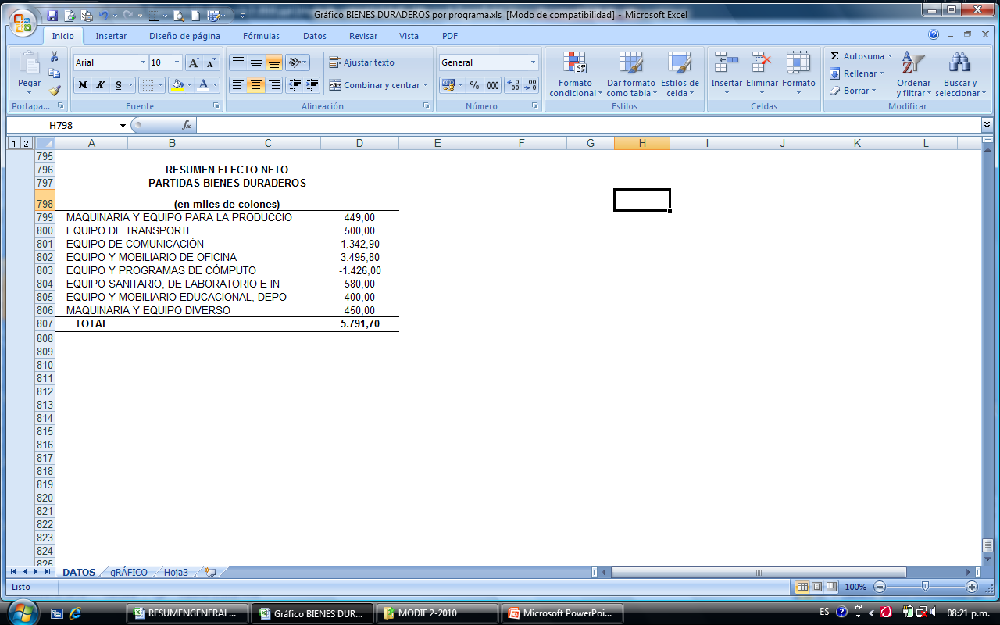 Gráfico BIENES DURADEROS por programa.xls [Modo de compatibilidad] - Microsoft Excel
Inicio Insertar Diseño de página Fórmulas Datos Revisar Vista PDF
Pegar
Portapa...
Arial 10
N K S
Fuente
Ajustar texto
Combinar y centrar
Alineación
General
% 000
Número
Formato condicional
Dar formato como tabla
Estilos de celda
Estilos
Insertar Eliminar Formato
Celdas
Autosuma
Rellenar
Borrar
Ordenar y filtrar
Buscar y seleccionar
Modificar
H798 fx
1 2 A B C D E F G H I J K L
795
796 RESUMEN EFECTO NETO
797 PARTIDAS BIENES DURADEROS
798 (en miles de colones)
799 MAQUINARIA Y EQUIPO PARA LA PRODUCCIO 449,00
800 EQUIPO DE TRANSPORTE 500,00
801 EQUIPO DE COMUNICACIÓN 1.342,90
802 EQUIPO Y MOBILIARIO DE OFICINA 3.495,80
803 EQUIPO Y PROGRAMAS DE CÓMPUTO -1.426,00
804 EQUIPO SANITARIO, DE LABORATORIO E IN 580,00
805 EQUIPO Y MOBILIARIO EDUCACIONAL, DEPO 400,00
806 MAQUINARIA Y EQUIPO DIVERSO 450,00
807 TOTAL 5.791,70
808
809
810
811
812
813
814
815
816
817
818
819
820
821
822
823
824
825
DATOS gRÁFICO Hoja3
Listo 100%
RESUMENGENERAL... Gráfico BIENES DUR... MODIF 2-2010 Microsoft PowerPoi... ES 08:21 p.m.